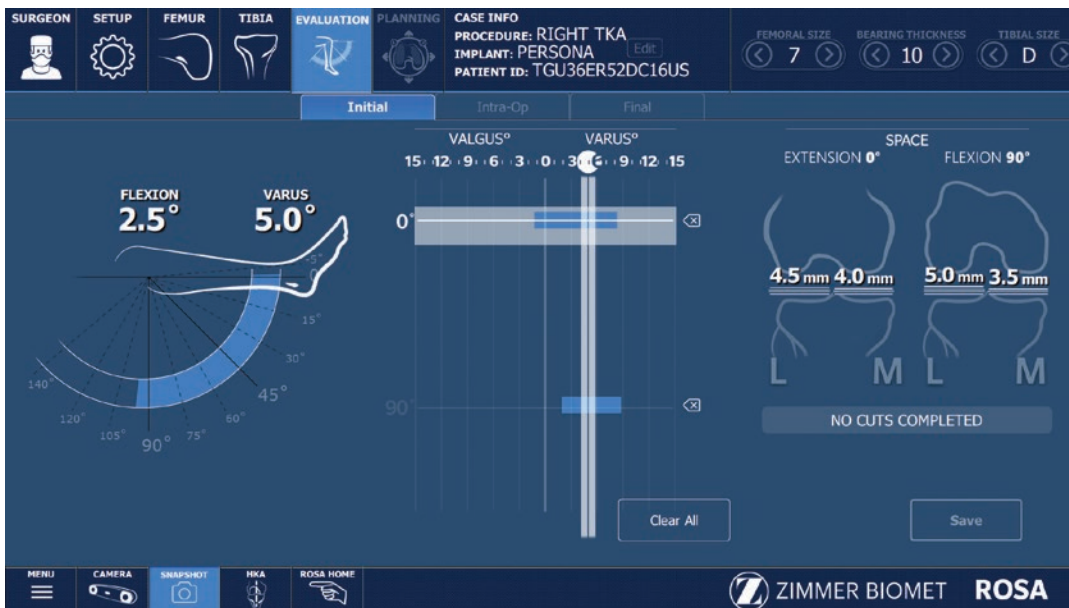 SURGEON SETUP FEMUR TIBIA EVALUATION PLANNING
CASE INFO
PROCEDURE: RIGHT TKA
IMPLANT: PERSONA Edit
PATIENT ID: TGU36ER52DC16US
FEMORAL SIZE BEARING THICKNESS TIBIAL SIZE
7 10 D
Initial Intra-Op Final
VALGUS° VARUS°
15 12 9 6 3 0 3 6 9 12 15
SPACE
EXTENSION 0° FLEXION 90°
FLEXION VARUS
2.5° 5.0°
0°
90°
-5°
0
15°
30°
45°
60°
75°
90°
105°
120°
140°
4.5 mm 4.0 mm 5.0 mm 3.5 mm
L M L M
NO CUTS COMPLETED
Clear All
Save
MENU CAMERA SNAPSHOT HKA ROSA HOME
ZIMMER BIOMET ROSA